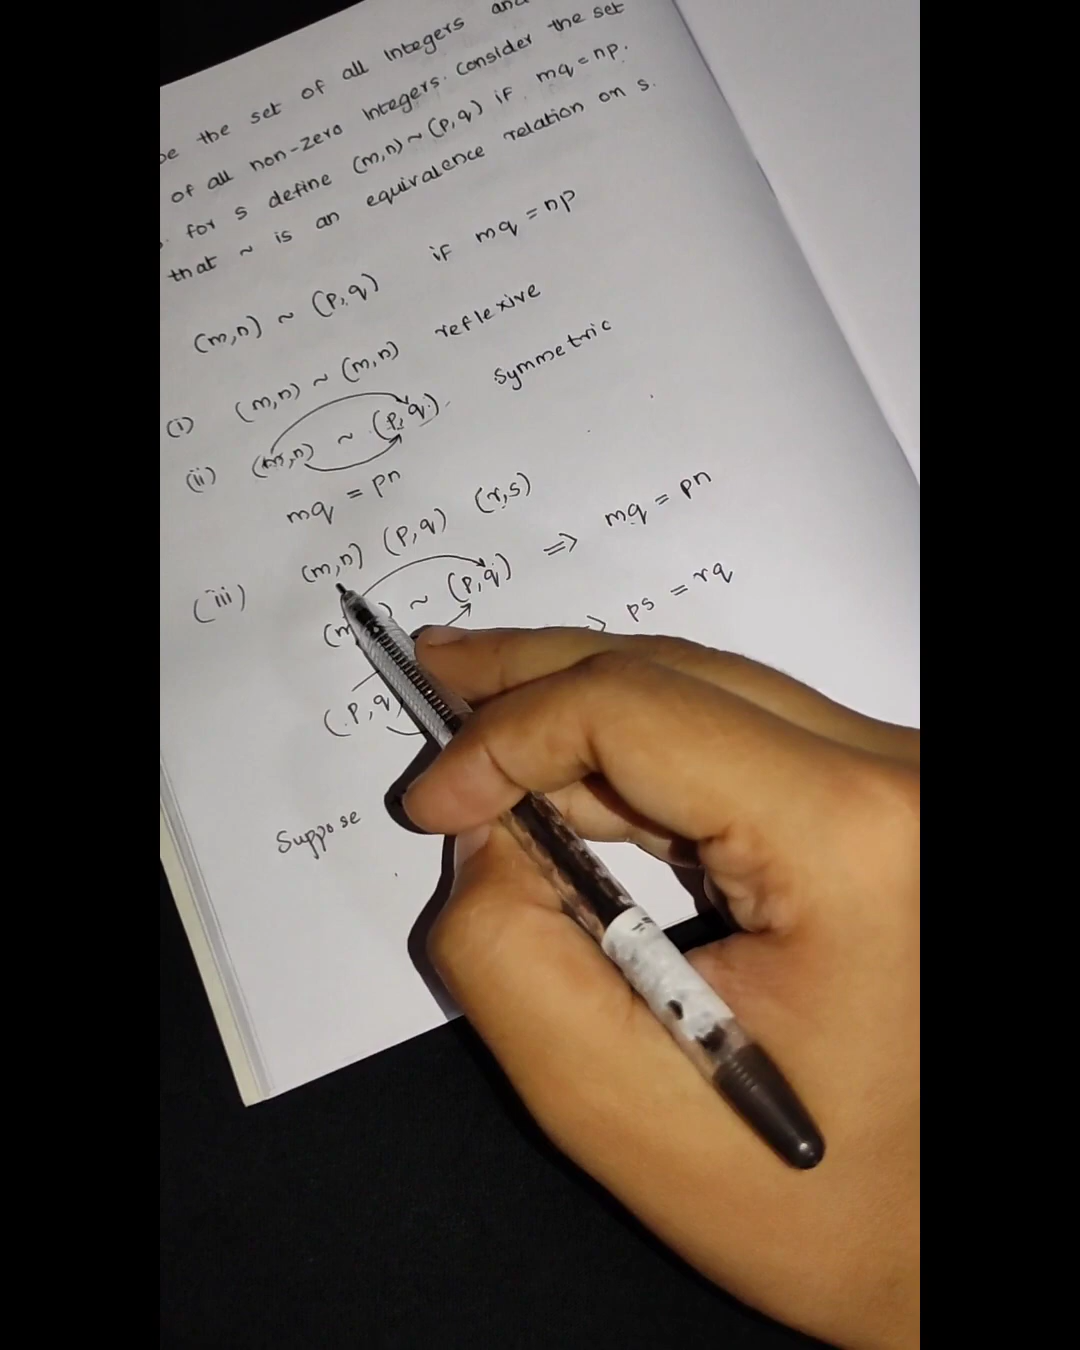 be the set of all Integers and
of all non-zero Integers. Consider the set
. for S define (m,n) ~ (P,q) if mq = np.
that ~ is an equivalence relation on s.
(m,n) ~ (P,q) if mq = np
(i) (m,n) ~ (m,n) reflexive
(ii) (m,n) ~ (P,q). Symmetric
mq = pn
(iii) (m,n) (P,q) (r,s)
(m ~ (P,q) => mq = pn
(P,q) => ps = rq
Suppose